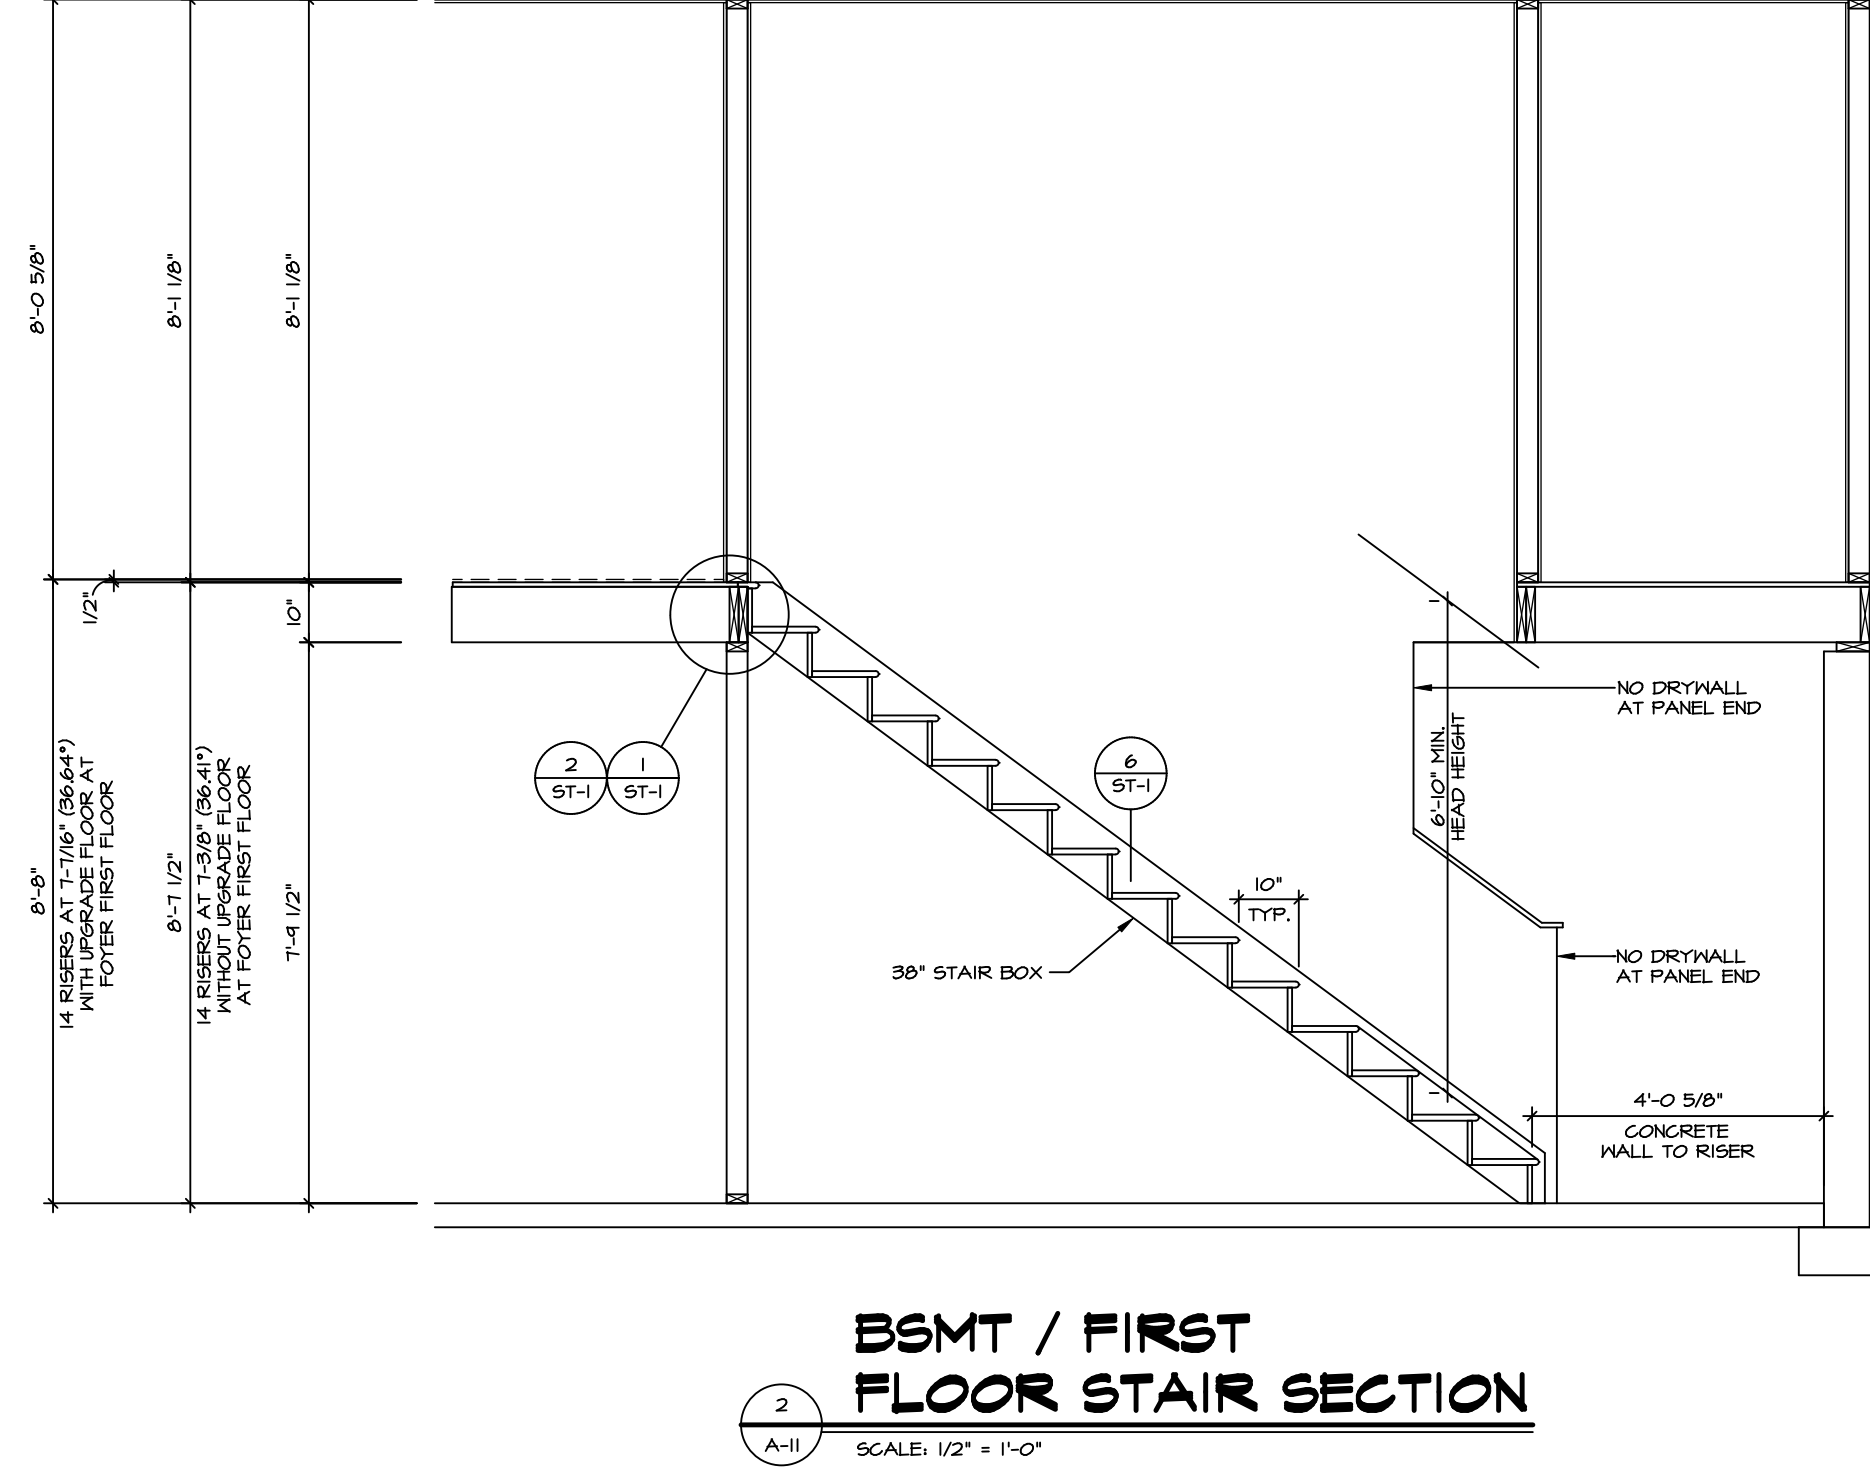 8'-0 5/8"
8'-1 1/8"
8'-1 1/8"
1/2"
10"
8'-8"
14 RISERS AT 7-7/16" (36.64°)
WITH UPGRADE FLOOR AT
FOYER FIRST FLOOR
8'-7 1/2"
14 RISERS AT 7-3/8" (36.41°)
WITHOUT UPGRADE FLOOR
AT FOYER FIRST FLOOR
7'-9 1/2"
2
ST-1
1
ST-1
6
ST-1
38" STAIR BOX
10"
TYP.
6'-10" MIN.
HEAD HEIGHT
NO DRYWALL
AT PANEL END
NO DRYWALL
AT PANEL END
4'-0 5/8"
CONCRETE
WALL TO RISER
BSMT / FIRST
FLOOR STAIR SECTION
2
A-11
SCALE: 1/2" = 1'-0"